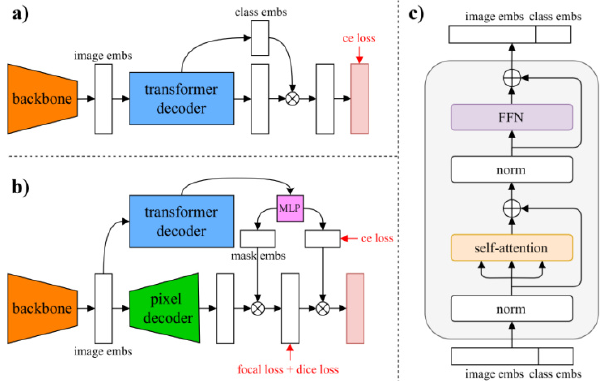 a)
class embs
image embs
backbone
transformer
decoder
ce loss
b)
transformer
decoder
MLP
mask embs
ce loss
backbone
pixel
decoder
image embs
focal loss + dice loss
c)
image embs class embs
FFN
norm
self-attention
norm
image embs class embs